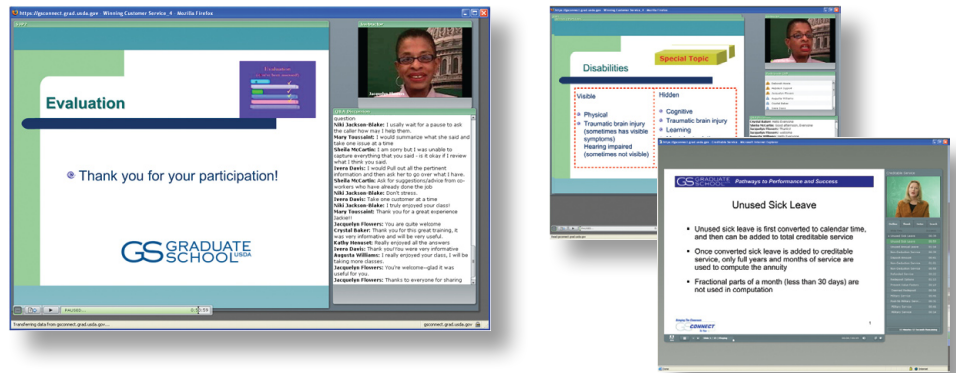 https://gsconnect.grad.usda.gov - Winning Customer Service_4 - Mozilla Firefox
Evaluation
Thank you for your participation!
GS GRADUATE
SCHOOL USDA
PAUSED...
Transferring data from gsconnect.grad.usda.gov...
gsconnect.grad.usda.gov
question
Niki Jackson-Blake: I usally wait for a pause to ask
the caller how may I help them.
Mary Toussaint: I would summarize what she said and
take one issue at a time
Sheila McCartin: I am sorry but I was unable to
capture everything that you said - is it okay if I review
what I think you said.
Ivera Davis: I would Pull out all the pertinent
information and then ask her to go over what I have.
Sheila McCartin: Ask for suggestions/advice from co-
workers who have already done the job
Niki Jackson-Blake: Don't stress.
Ivera Davis: Take one customer at a time
Niki Jackson-Blake: I truly enjoyed your class!
Mary Toussaint: Thank you for a great experience
Jacquelyn Flowers: You are quite welcome
Crystal Baker: Thank you for this great training, it
was very informative and will be very useful.
Ivera Davis: Thank you!You were very informative
Augusta Williams: I really enjoyed your class, I will be
taking more classes.
Jacquelyn Flowers: You're welcome—glad it was
useful for you.
Jacquelyn Flowers: Thanks to everyone for sharing
Disabilities
Special Topic
Visible
Physical
Traumatic brain injury
(sometimes has visible
symptoms)
Hearing impaired
(sometimes not visible)
Hidden
Cognitive
Traumatic brain injury
Learning
GS GRADUATE
SCHOOL
Pathways to Performance and Success
Unused Sick Leave
Unused sick leave is first converted to calendar time,
and then can be added to total creditable service
Once converted sick leave is added to creditable
service, only full years and months of service are
used to compute the annuity
Fractional parts of a month (less than 30 days) are
not used in computation
CONNECT